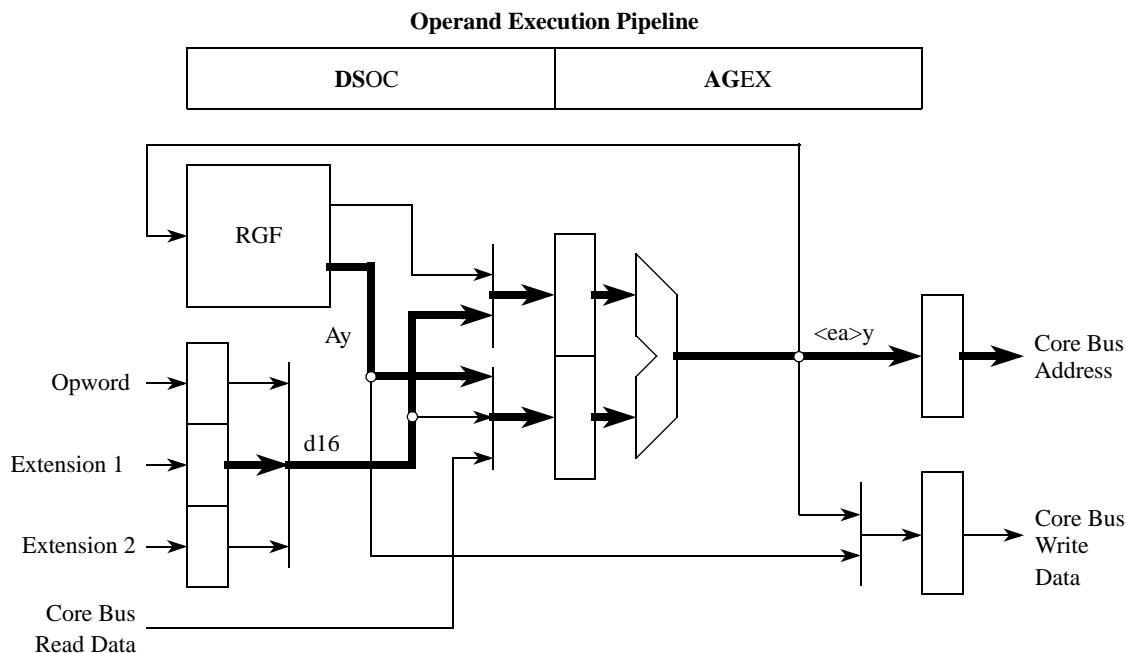 Operand Execution Pipeline
DSOC
AGEX
RGF
Ay
<ea>y
Core Bus
Address
Opword
d16
Extension 1
Extension 2
Core Bus
Write
Data
Core Bus
Read Data